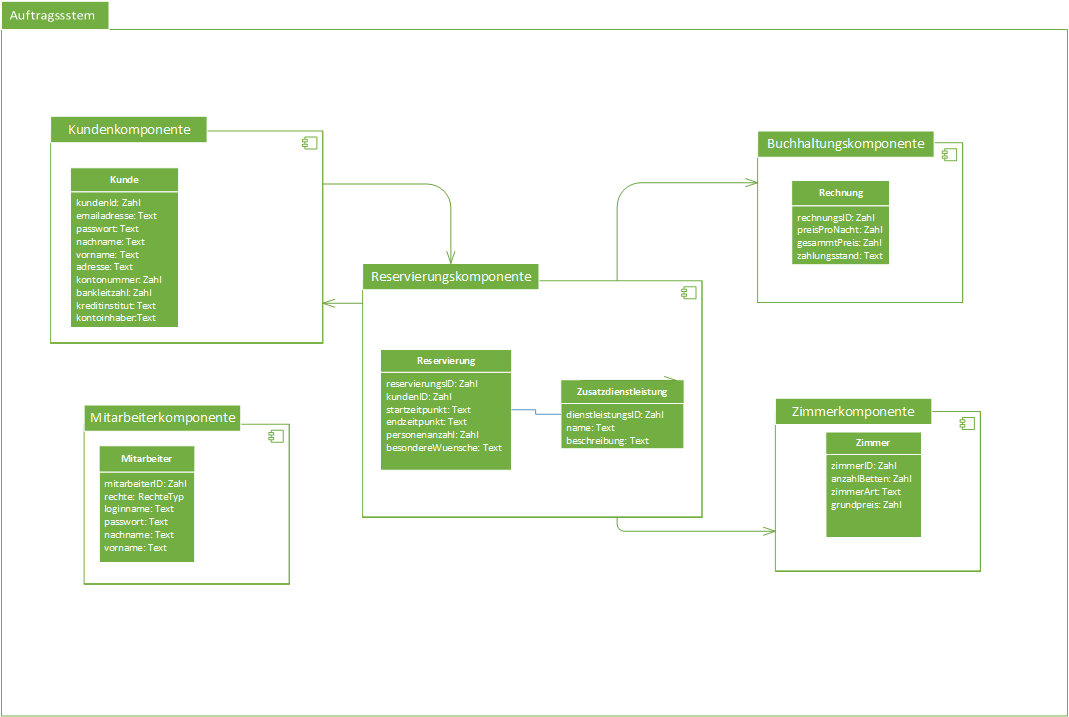 Auftragssstem
Kundenkomponente
Kunde
kundenId: Zahl
emailadresse: Text
passwort: Text
nachname: Text
vorname: Text
adresse: Text
kontonummer: Zahl
bankleitzahl: Zahl
kreditinstitut: Text
kontoinhaber:Text
Buchhaltungskomponente
Rechnung
rechnungsID: Zahl
preisProNacht: Zahl
gesammtPreis: Zahl
zahlungsstand: Text
Reservierungskomponente
Reservierung
reservierungsID: Zahl
kundenID: Zahl
startzeitpunkt: Text
endzeitpunkt: Text
personenanzahl: Zahl
besondereWuensche: Text
Zusatzdienstleistung
dienstleistungsID: Zahl
name: Text
beschreibung: Text
Mitarbeiterkomponente
Mitarbeiter
mitarbeiterID: Zahl
rechte: RechteTyp
loginname: Text
passwort: Text
nachname: Text
vorname: Text
Zimmerkomponente
Zimmer
zimmerID: Zahl
anzahlBetten: Zahl
zimmerArt: Text
grundpreis: Zahl